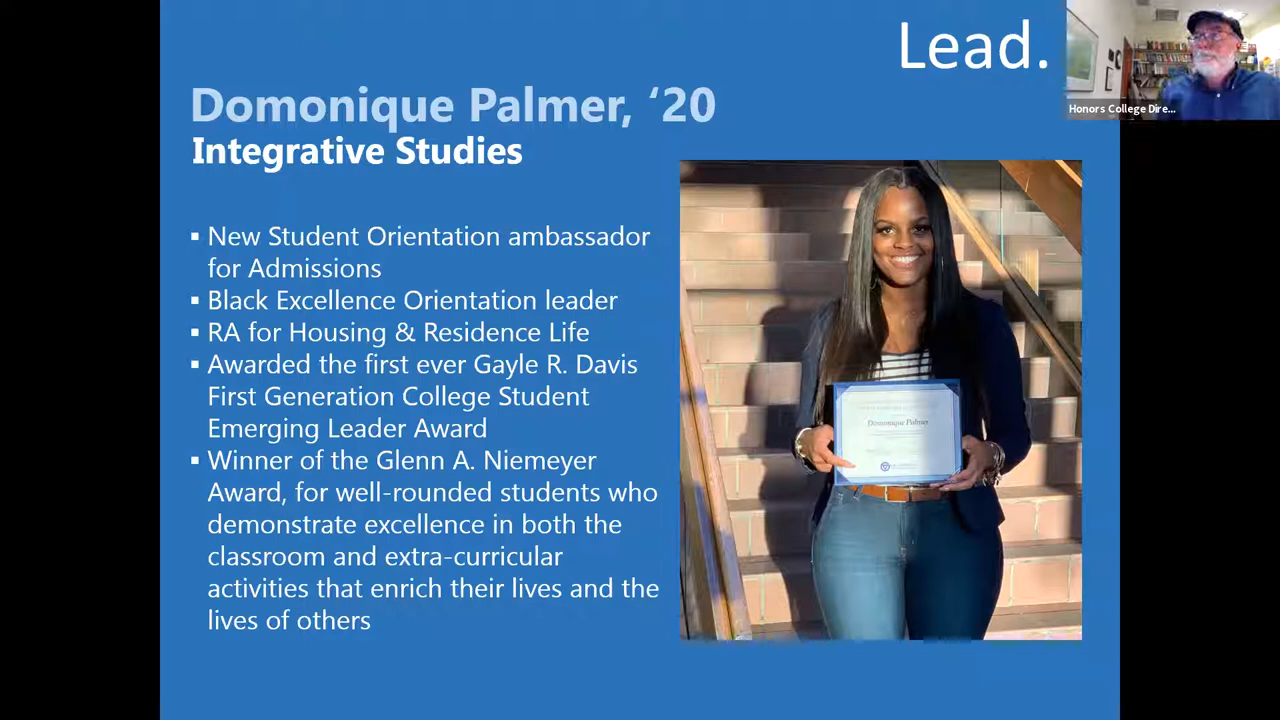 Lead.
Honors College Dire...
Domonique Palmer, ‘20
Integrative Studies
▪ New Student Orientation ambassador
for Admissions
▪ Black Excellence Orientation leader
▪ RA for Housing & Residence Life
▪ Awarded the first ever Gayle R. Davis
First Generation College Student
Emerging Leader Award
▪ Winner of the Glenn A. Niemeyer
Award, for well-rounded students who
demonstrate excellence in both the
classroom and extra-curricular
activities that enrich their lives and the
lives of others
Domonique Palmer